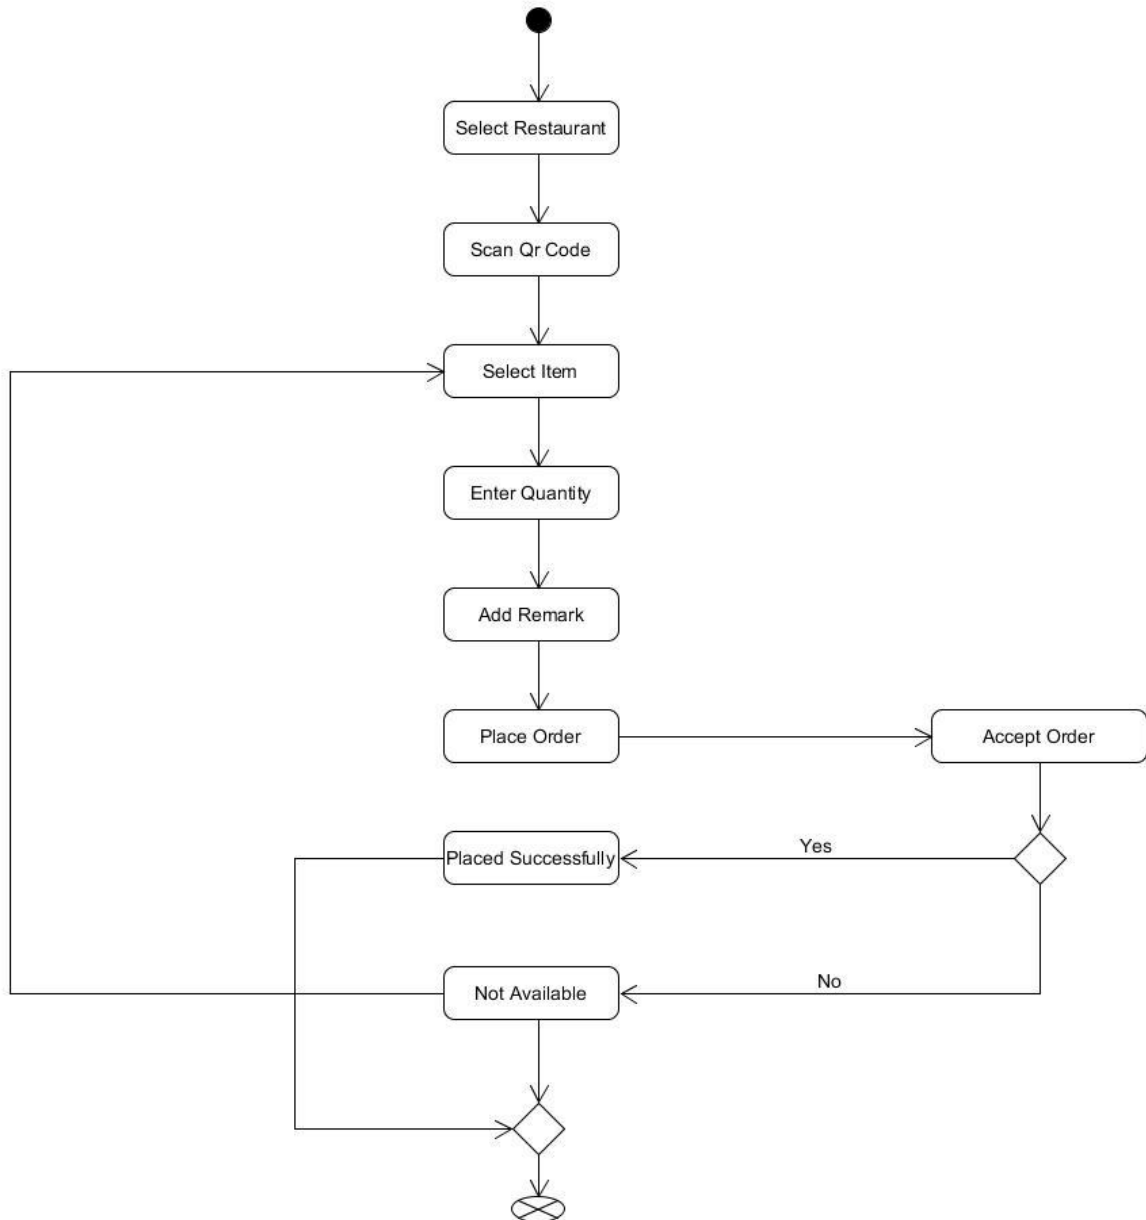 Select Restaurant
Scan Qr Code
Select Item
Enter Quantity
Add Remark
Place Order
Accept Order
Placed Successfully
Yes
Not Available
No